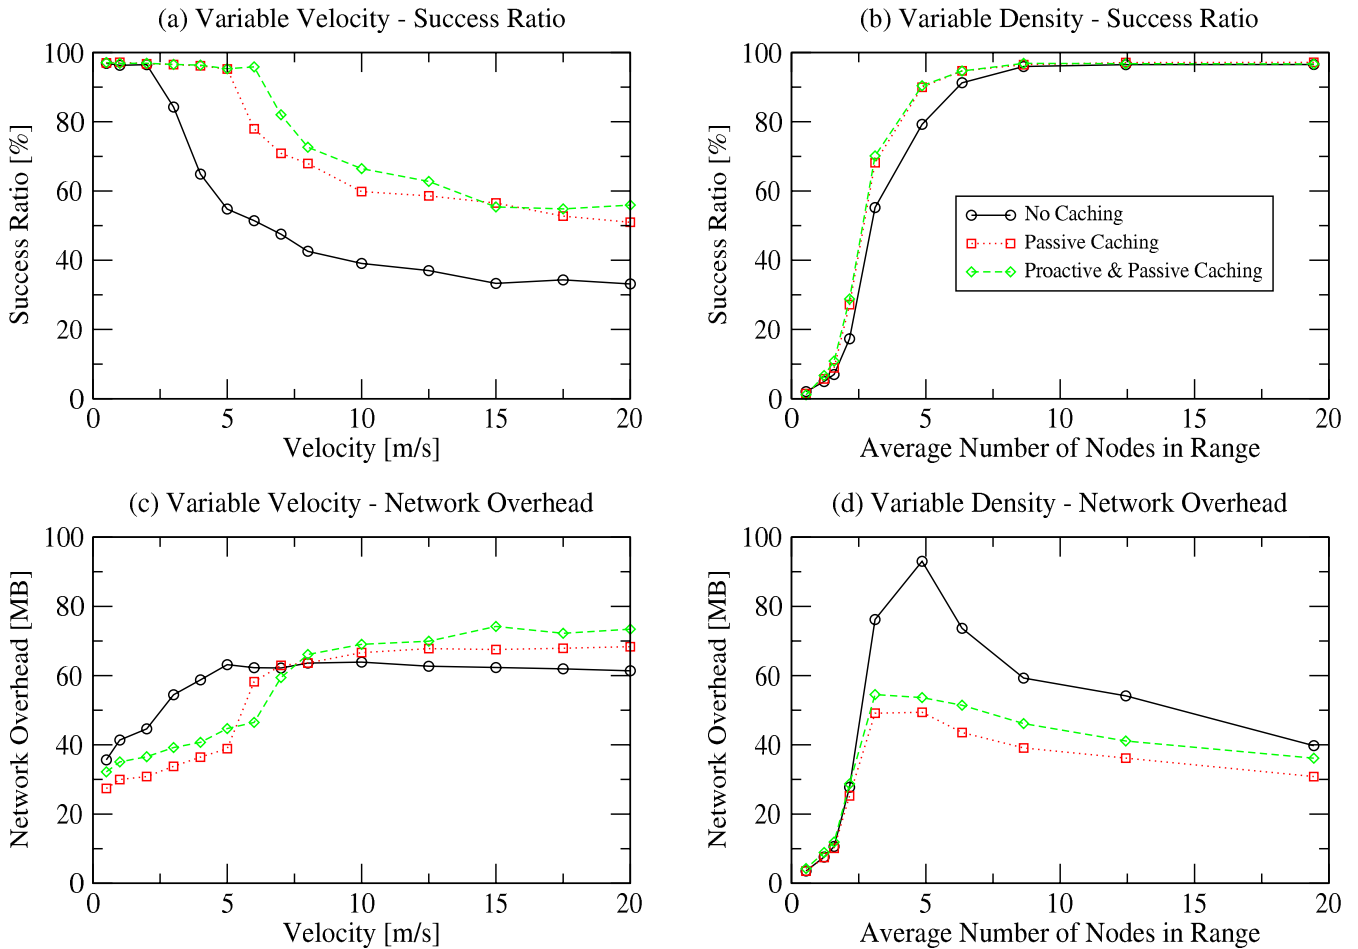 (a) Variable Velocity - Success Ratio
100
80
60
40
20
0
0 5 10 15 20
Success Ratio [%]
Velocity [m/s]
(b) Variable Density - Success Ratio
100
80
60
40
20
0
0 5 10 15 20
Success Ratio [%]
Average Number of Nodes in Range
No Caching
Passive Caching
Proactive & Passive Caching
(c) Variable Velocity - Network Overhead
100
80
60
40
20
0
0 5 10 15 20
Network Overhead [MB]
Velocity [m/s]
(d) Variable Density - Network Overhead
100
80
60
40
20
0
0 5 10 15 20
Network Overhead [MB]
Average Number of Nodes in Range